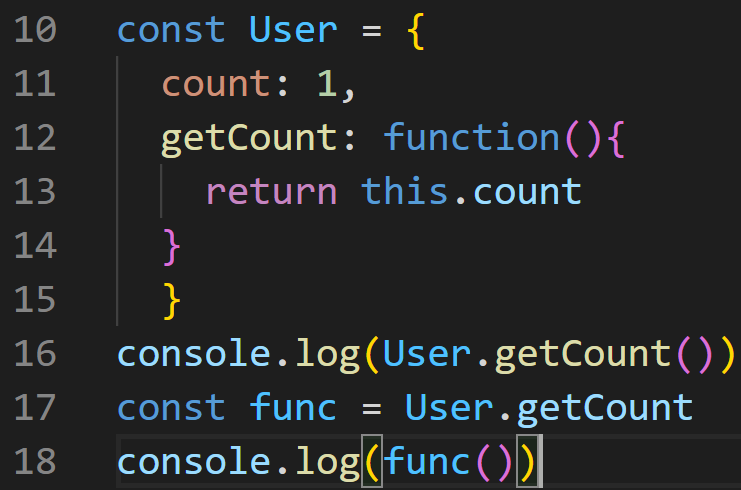 10 const User = {
11 count: 1,
12 getCount: function(){
13 return this.count
14 }
15 }
16 console.log(User.getCount())
17 const func = User.getCount
18 console.log(func())